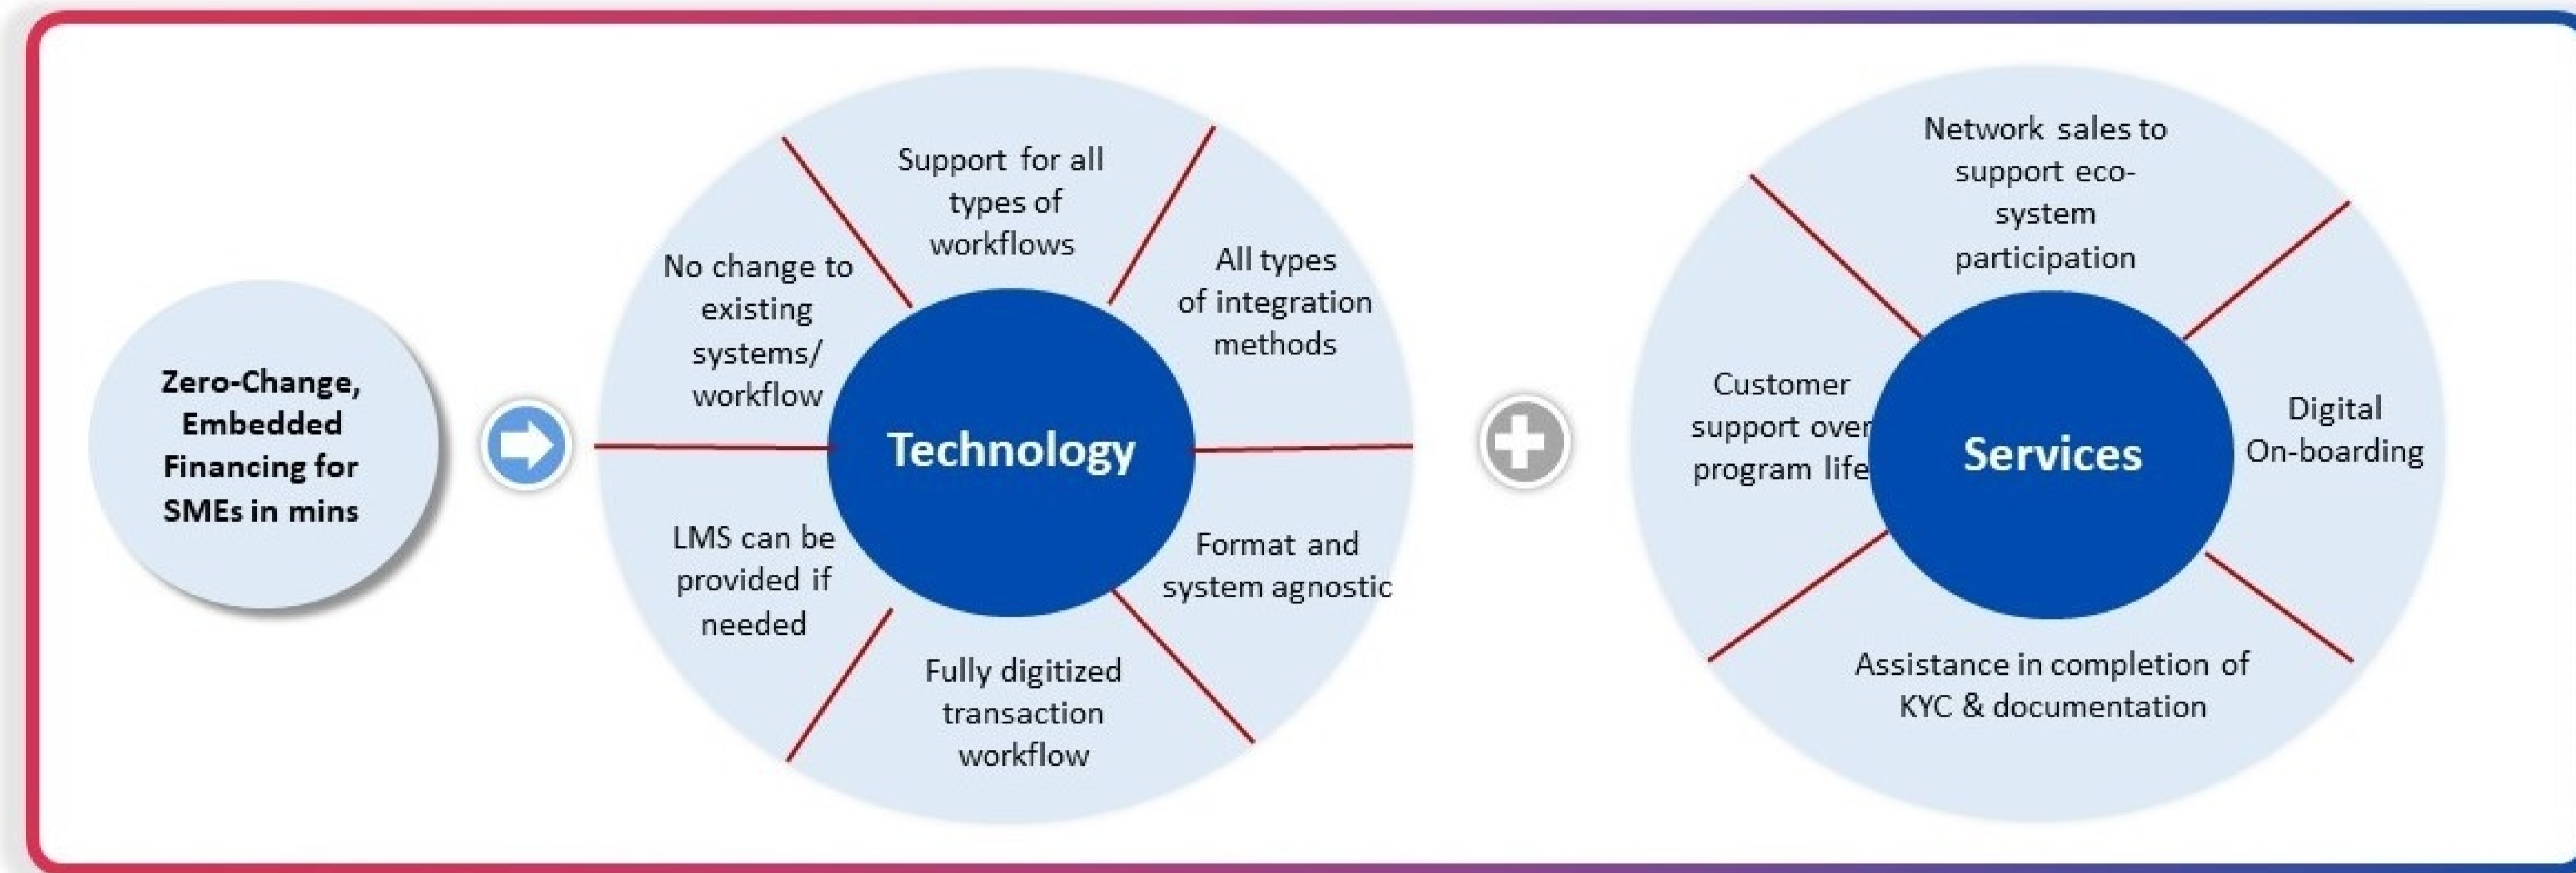 Zero-Change,
Embedded
Financing for
SMEs in mins
Technology
Support for all
types of
workflows
All types
of integration
methods
Format and
system agnostic
Fully digitized
transaction
workflow
LMS can be
provided if
needed
No change to
existing
systems/
workflow
Services
Network sales to
support eco-
system
participation
Digital
On-boarding
Assistance in completion of
KYC & documentation
Customer
support over
program life